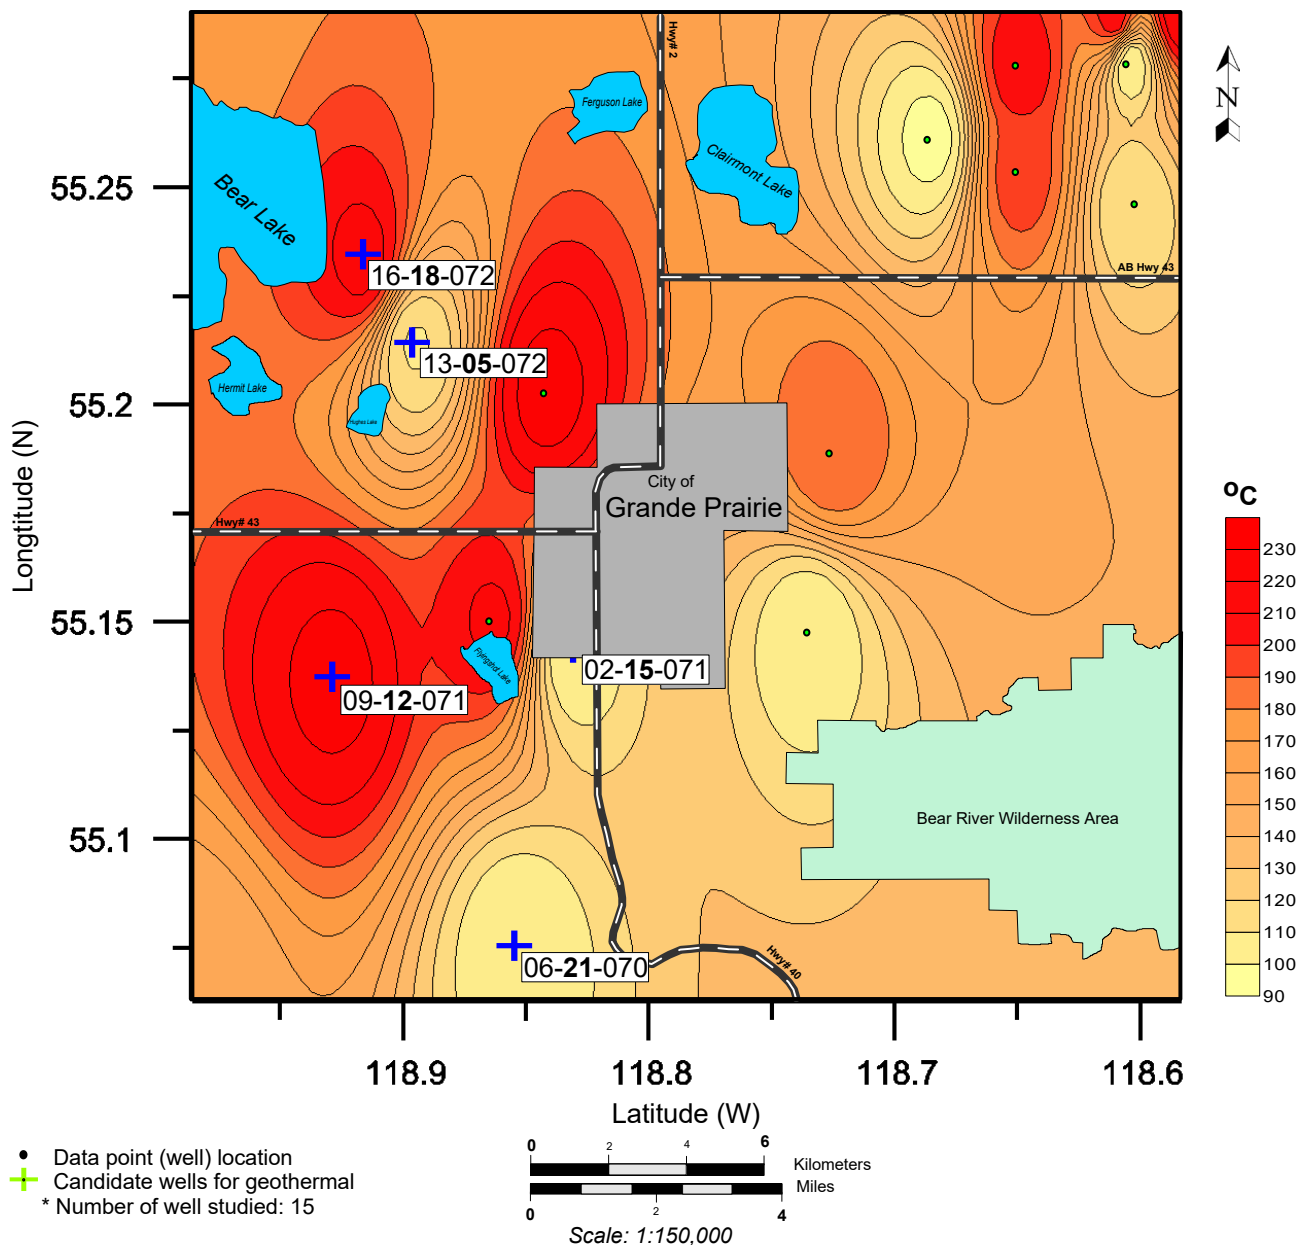 Hwy# 2
Ferguson Lake
Clairmont Lake
Bear Lake
N
55.25
55.2
55.15
55.1
Longtitude (N)
AB Hwy 43
16-18-072
13-05-072
Hermit Lake
Hughes Lake
City of
Grande Prairie
Hwy# 43
Flyingshot Lake
02-15-071
09-12-071
06-21-070
Hwy# 40
Bear River Wilderness Area
oC
230
220
210
200
190
180
170
160
150
140
130
120
110
100
90
118.9
118.8
118.7
118.6
Latitude (W)
Data point (well) location
Candidate wells for geothermal
* Number of well studied: 15
0 2 4 6
Kilometers
Miles
0 2 4
Scale: 1:150,000